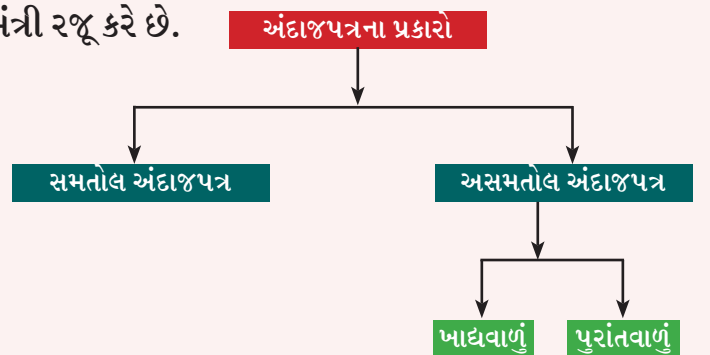 રજૂ કરે છે.
અંદાજપત્રના પ્રકારો
સમતોલ અંદાજપત્ર
અસમતોલ અંદાજપત્ર
ખાધવાળું
પુરાંતવાળું